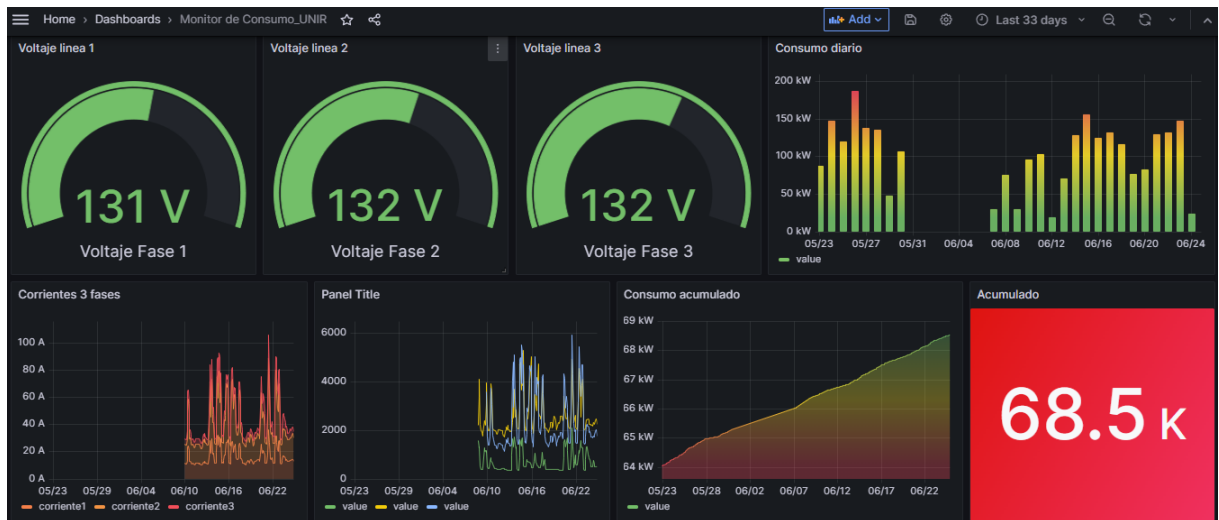 Home › Dashboards › Monitor de Consumo_UNIR
Add
Last 33 days
Voltaje linea 1
131 V
Voltaje Fase 1
Voltaje linea 2
132 V
Voltaje Fase 2
Voltaje linea 3
132 V
Voltaje Fase 3
Consumo diario
200 kW
150 kW
100 kW
50 kW
0 kW
05/23 05/27 05/31 06/04 06/08 06/12 06/16 06/20 06/24
value
Corrientes 3 fases
100 A
80 A
60 A
40 A
20 A
0 A
05/23 05/29 06/04 06/10 06/16 06/22
corriente1 corriente2 corriente3
Panel Title
6000
4000
2000
0
05/23 05/29 06/04 06/10 06/16 06/22
value value value
Consumo acumulado
69 kW
68 kW
67 kW
66 kW
65 kW
64 kW
05/23 05/28 06/02 06/07 06/12 06/17 06/22
value
Acumulado
68.5 K